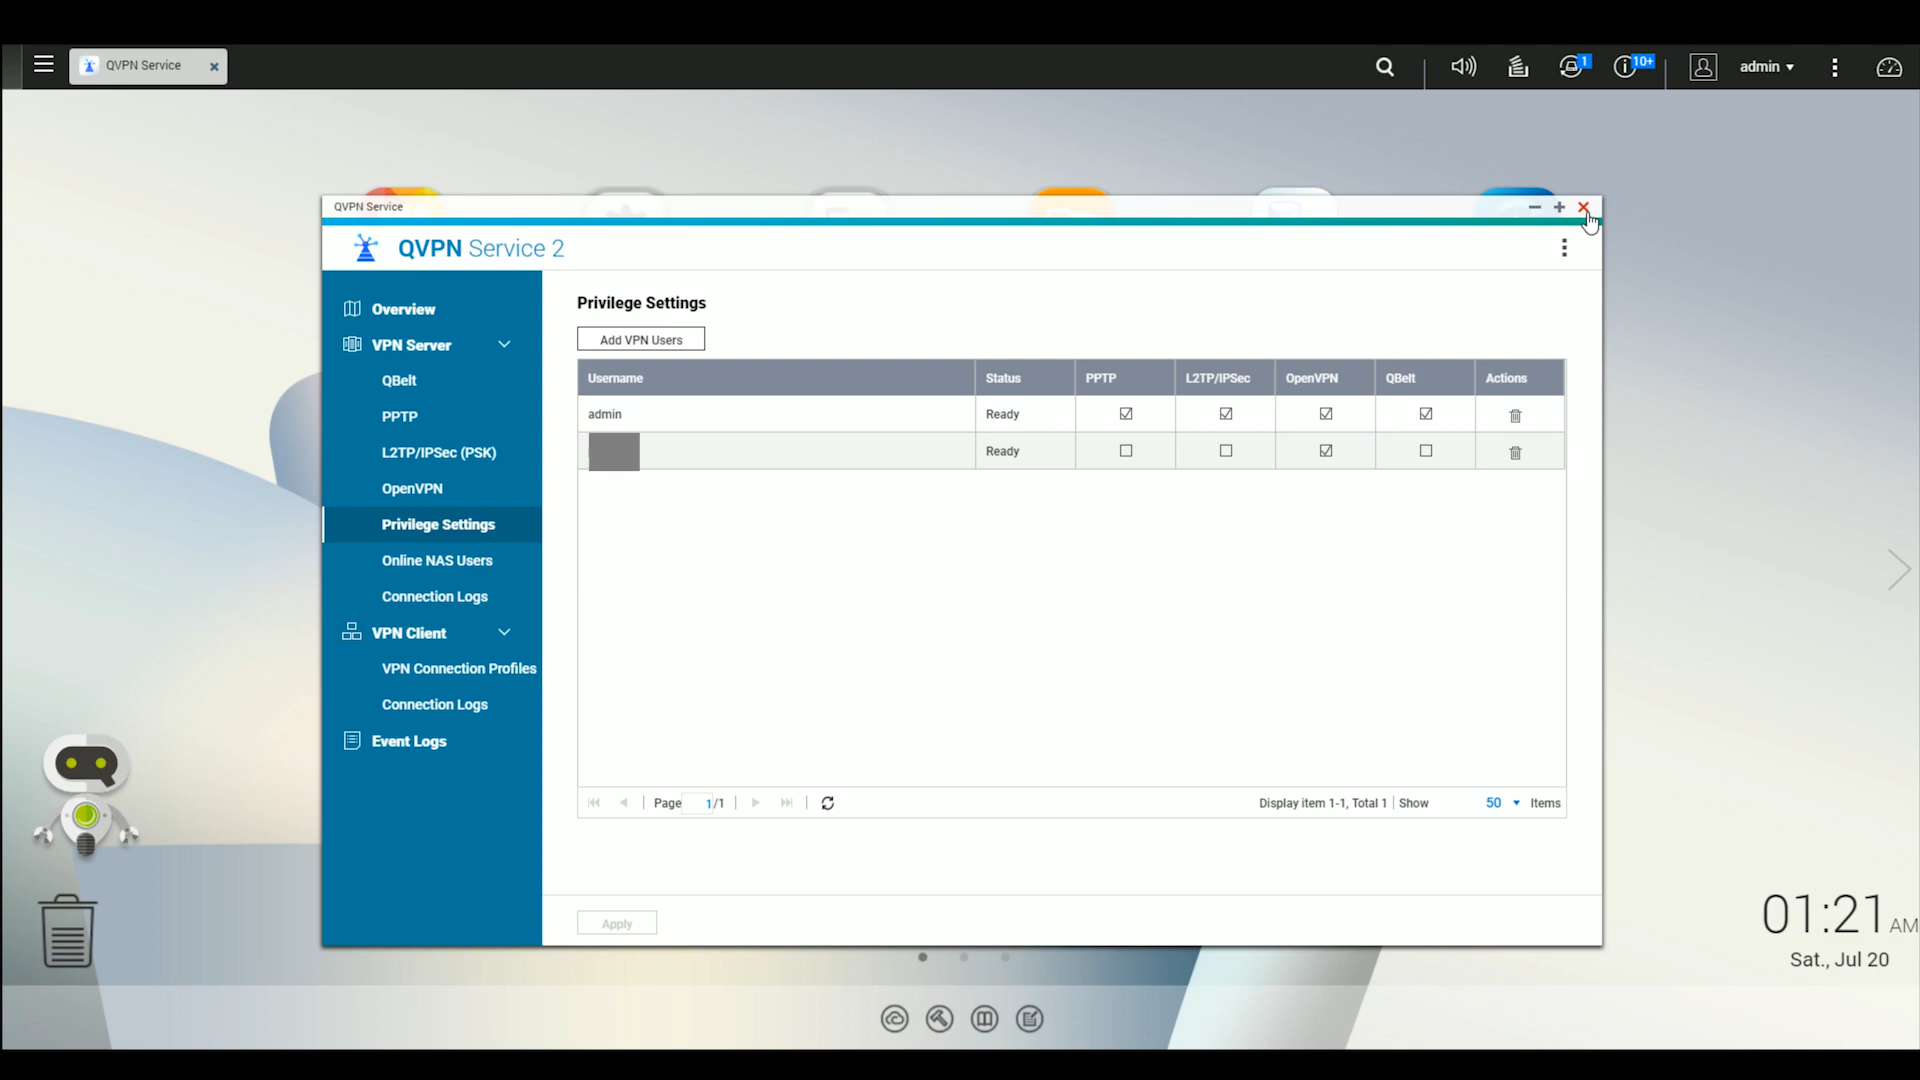 QVPN Service
1
10+
admin
QVPN Service
QVPN Service 2
Overview
VPN Server
QBelt
PPTP
L2TP/IPSec (PSK)
OpenVPN
Privilege Settings
Online NAS Users
Connection Logs
VPN Client
VPN Connection Profiles
Connection Logs
Event Logs
Privilege Settings
Add VPN Users
Username Status PPTP L2TP/IPSec OpenVPN QBelt Actions
admin Ready
Ready
Page 1/1 Display item 1-1, Total 1 Show 50 Items
Apply
01:21 AM
Sat., Jul 20